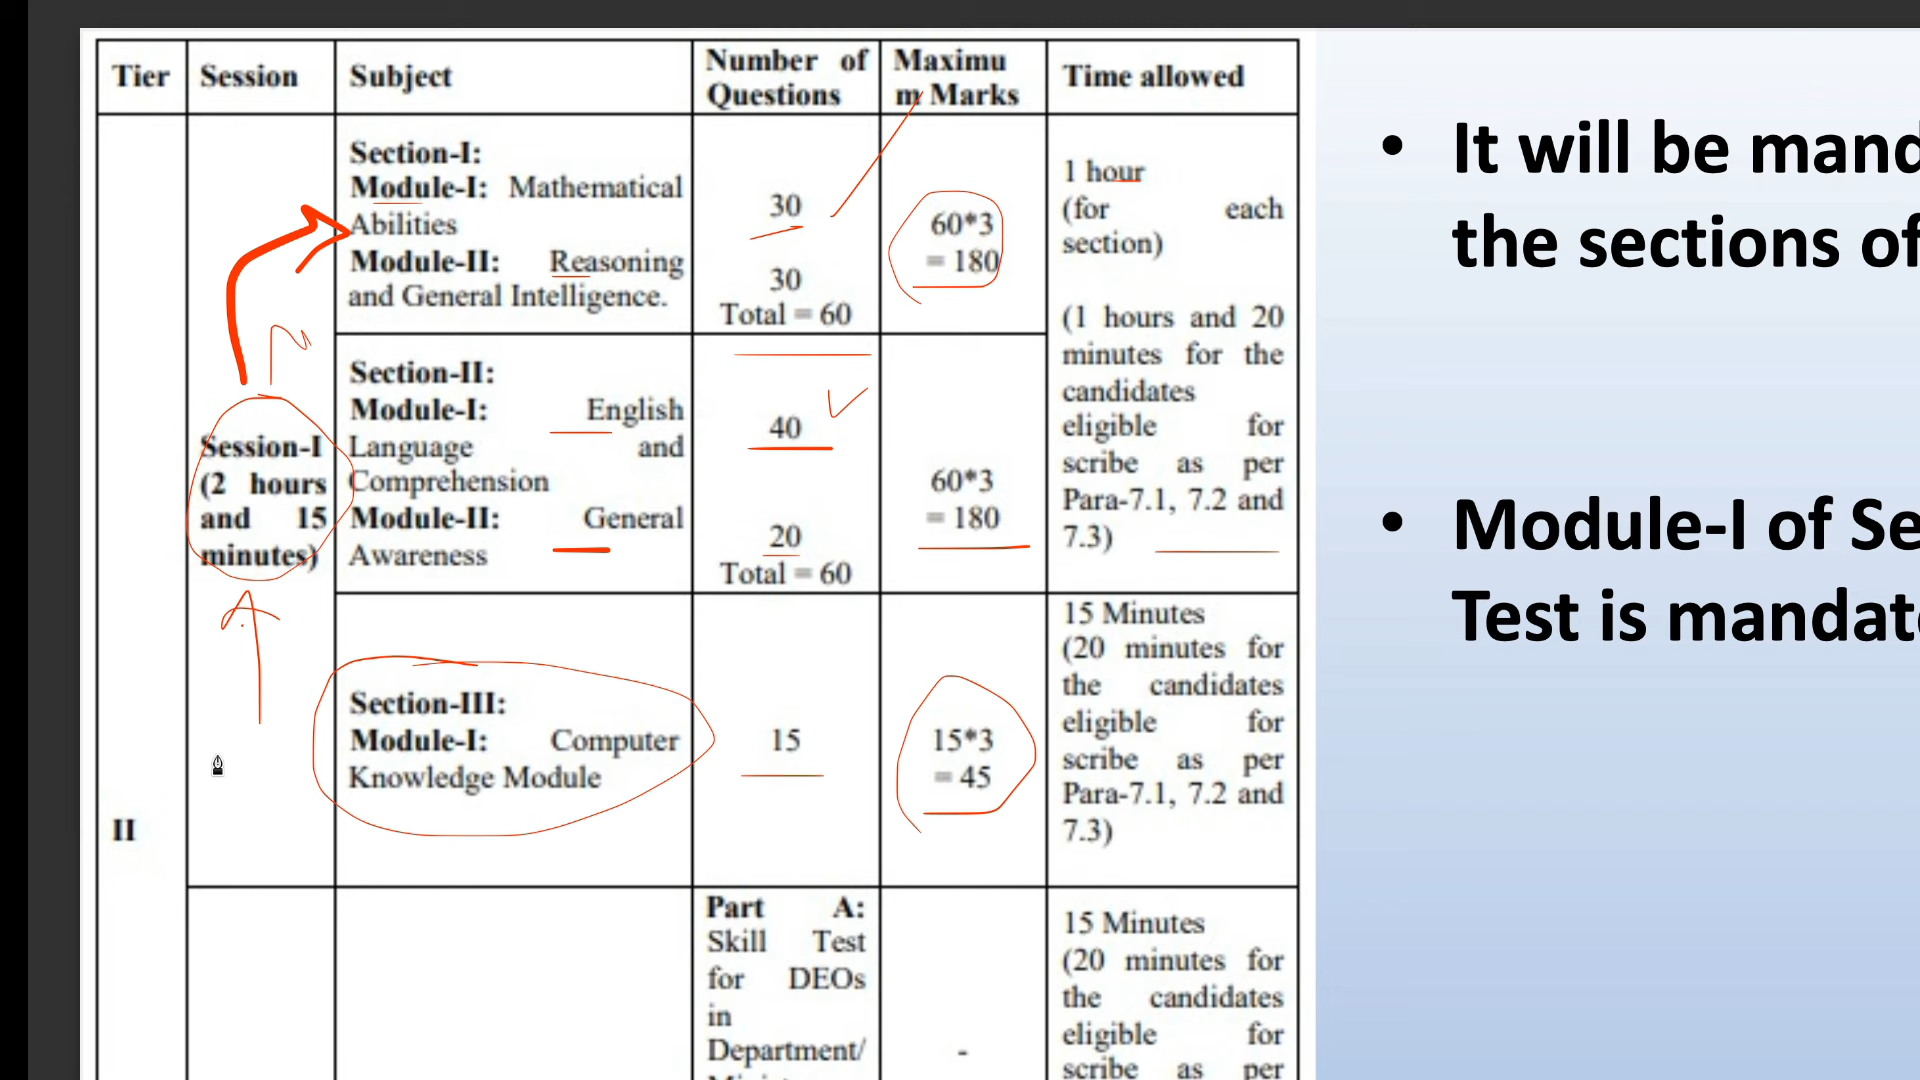 Tier
Session
Subject
Number of
Questions
Maximu
m Marks
Time allowed
II
Session-I
(2 hours
and 15
minutes)
Section-I:
Module-I: Mathematical
Abilities
Module-II: Reasoning
and General Intelligence.
30
30
Total = 60
60*3
= 180
1 hour
(for each
section)
(1 hours and 20
minutes for the
candidates
eligible for
scribe as per
Para-7.1, 7.2 and
7.3)
Section-II:
Module-I: English
Language and
Comprehension
Module-II: General
Awareness
40
20
Total = 60
60*3
= 180
Section-III:
Module-I: Computer
Knowledge Module
15
15*3
= 45
15 Minutes
(20 minutes for
the candidates
eligible for
scribe as per
Para-7.1, 7.2 and
7.3)
Part A:
Skill Test
for DEOs
in
Department/
-
15 Minutes
(20 minutes for
the candidates
eligible for
scribe as per
• It will be mand
the sections of
• Module-I of Se
Test is mandat